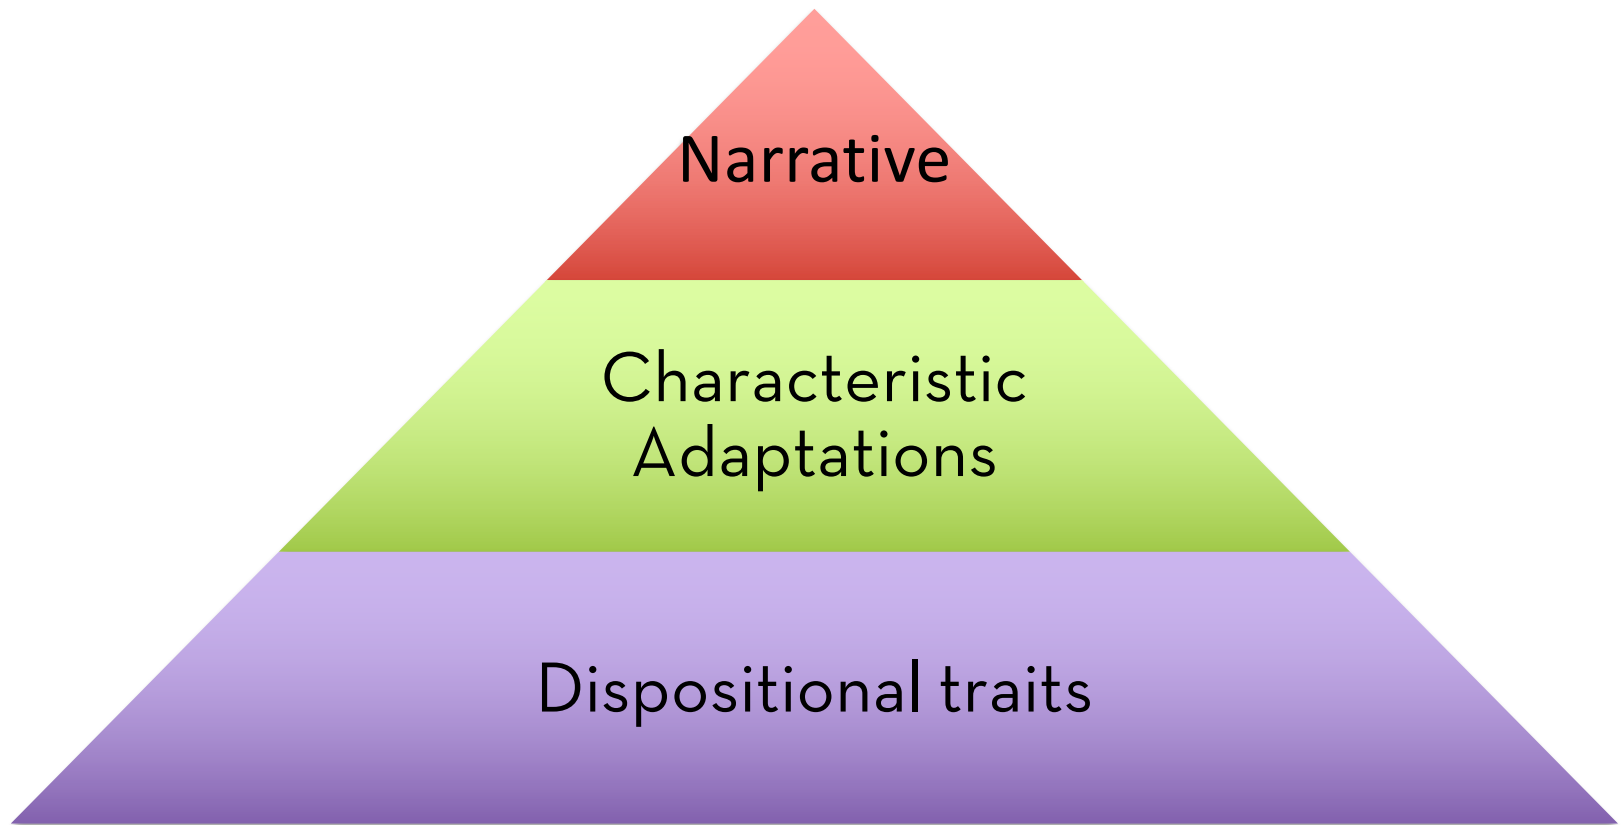 Narrative
Characteristic
Adaptations
Dispositional traits